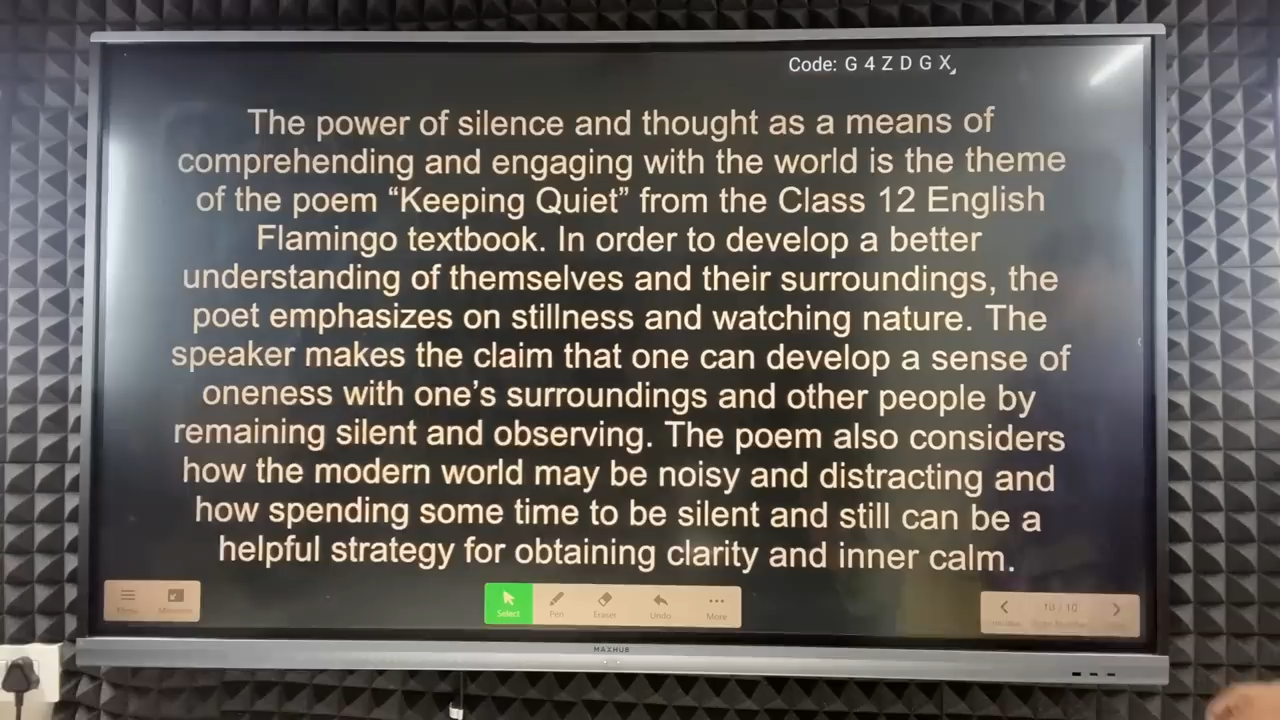 Code: G 4 Z D G X
The power of silence and thought as a means of
comprehending and engaging with the world is the theme
of the poem “Keeping Quiet” from the Class 12 English
Flamingo textbook. In order to develop a better
understanding of themselves and their surroundings, the
poet emphasizes on stillness and watching nature. The
speaker makes the claim that one can develop a sense of
oneness with one’s surroundings and other people by
remaining silent and observing. The poem also considers
how the modern world may be noisy and distracting and
how spending some time to be silent and still can be a
helpful strategy for obtaining clarity and inner calm.
Menu
Select Pen Eraser Undo More
10 / 10
MAXHUB